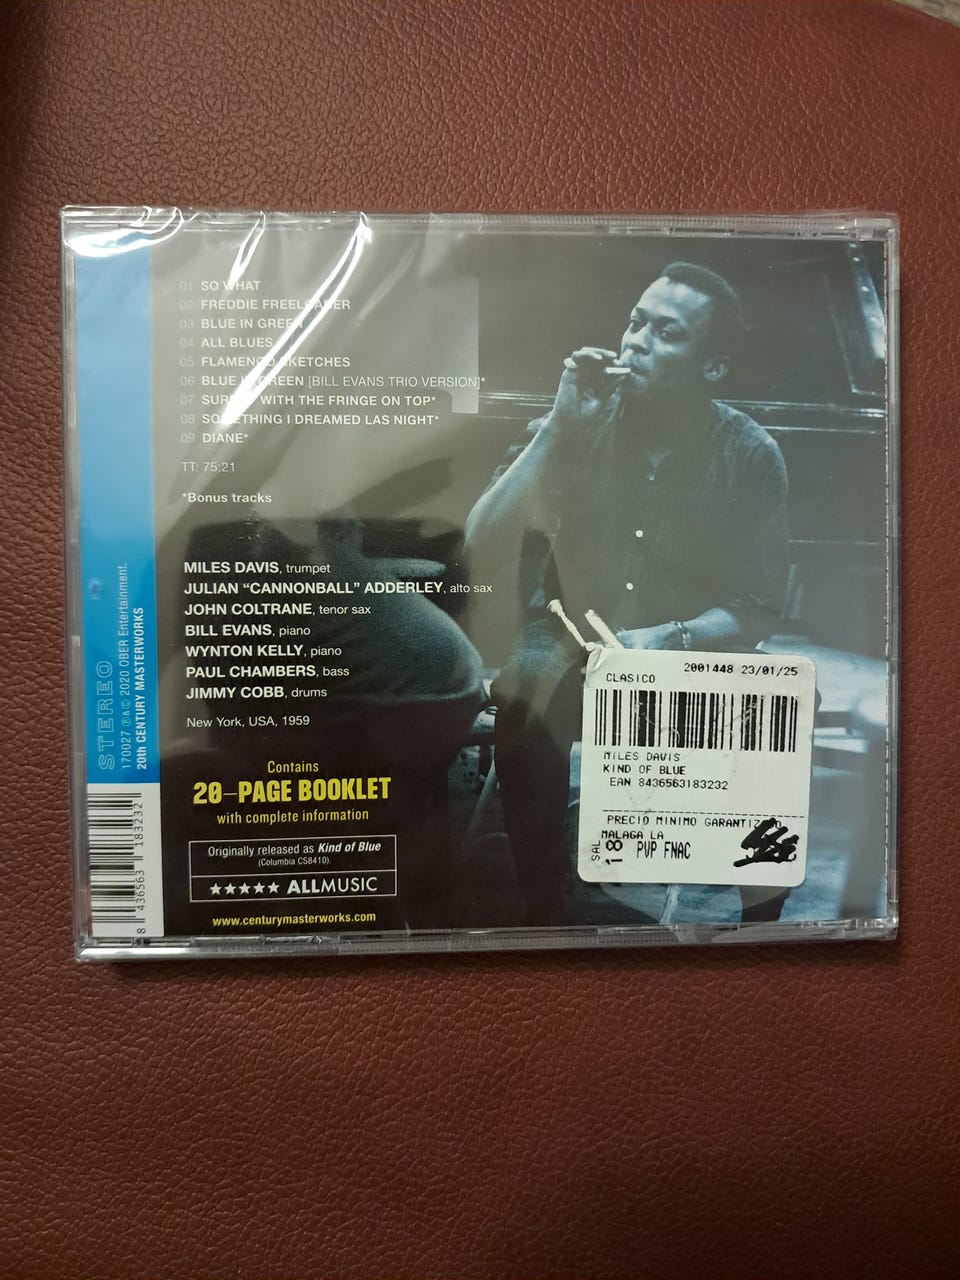 01 SO WHAT
02 FREDDIE FREELOADER
03 BLUE IN GREEN
04 ALL BLUES
05 FLAMENCO SKETCHES
06 BLUE IN GREEN [BILL EVANS TRIO VERSION]*
07 SURREY WITH THE FRINGE ON TOP*
08 SOMETHING I DREAMED LAS NIGHT*
09 DIANE*
TT: 75:21
*Bonus tracks
MILES DAVIS, trumpet
JULIAN “CANNONBALL” ADDERLEY, alto sax
JOHN COLTRANE, tenor sax
BILL EVANS, piano
WYNTON KELLY, piano
PAUL CHAMBERS, bass
JIMMY COBB, drums
New York, USA, 1959
Contains
20-PAGE BOOKLET
with complete information
Originally released as Kind of Blue
(Columbia CS8410).
★★★★★ ALLMUSIC
www.centurymasterworks.com
STEREO
170027 ℗&© 2020 OBER Entertainment.
20th CENTURY MASTERWORKS
8 436563 183232
2001448 23/01/25
CLASICO
MILES DAVIS
KIND OF BLUE
EAN 8436563183232
PRECIO MINIMO GARANTIZADO
MALAGA LA
SAL
18
PVP FNAC